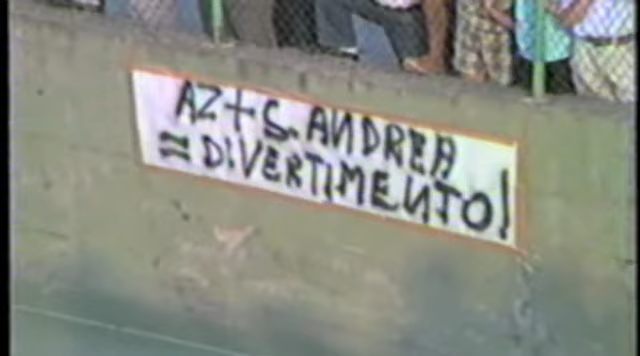 AZ+S. ANDREA
= DIVERTIMENTO!